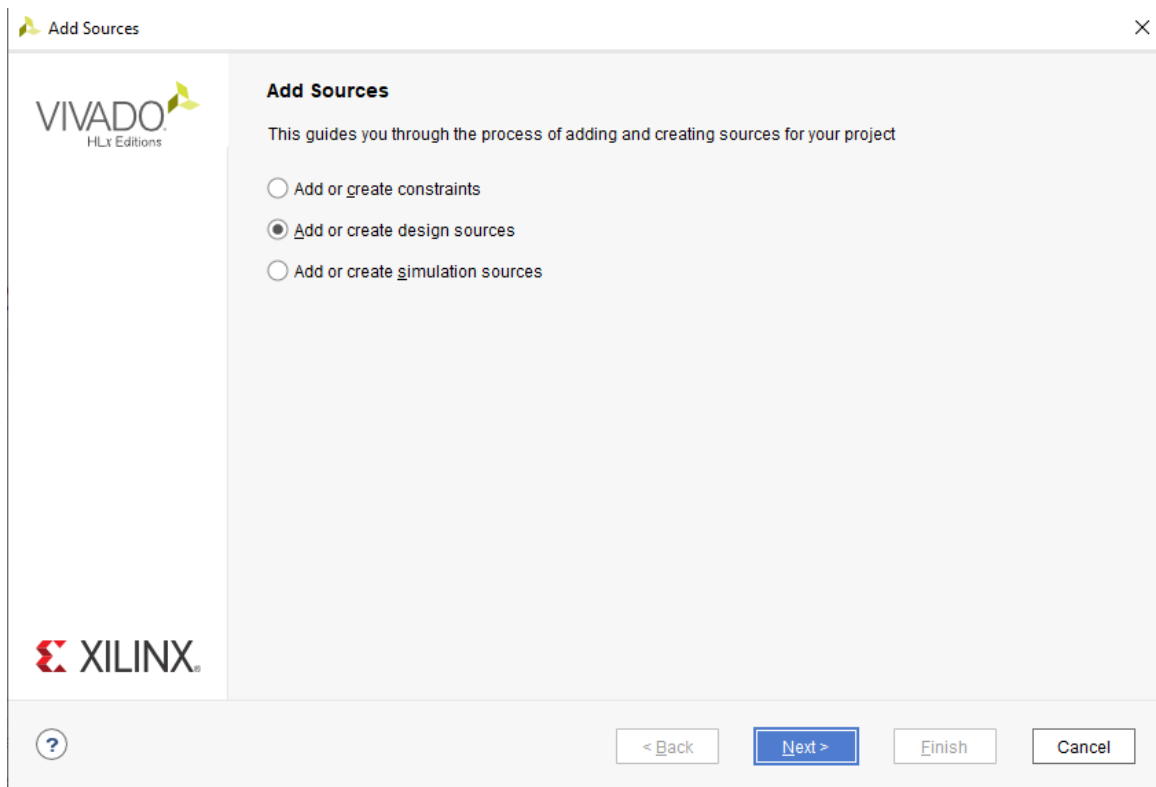 Add Sources
VIVADO.
HLx Editions
Add Sources
This guides you through the process of adding and creating sources for your project
Add or create constraints
Add or create design sources
Add or create simulation sources
XILINX®
?
< Back
Next >
Finish
Cancel